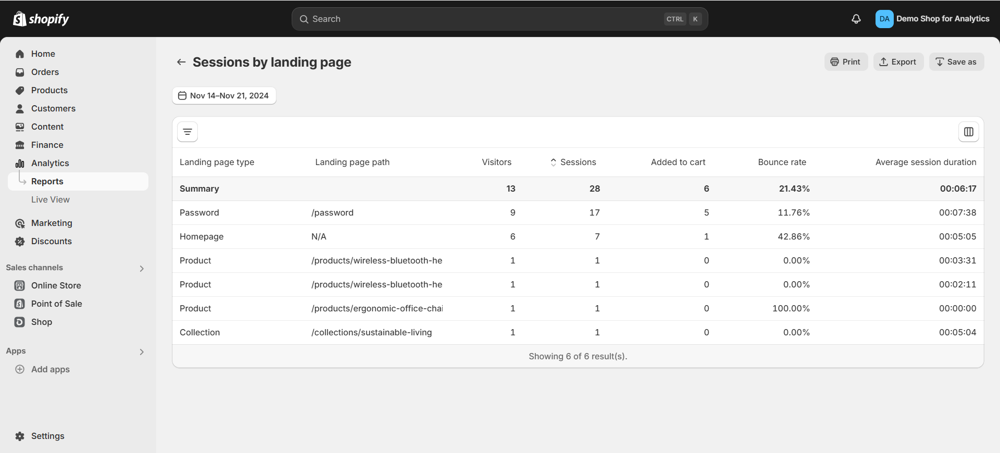 shopify
Search
CTRL K
DA Demo Shop for Analytics
Home
Orders
Products
Customers
Content
Finance
Analytics
Reports
Live View
Marketing
Discounts
Sales channels
Online Store
Point of Sale
Shop
Apps
Add apps
Settings
Sessions by landing page
Print Export Save as
Nov 14–Nov 21, 2024
Landing page type Landing page path Visitors Sessions Added to cart Bounce rate Average session duration
Summary 13 28 6 21.43% 00:06:17
Password /password 9 17 5 11.76% 00:07:38
Homepage N/A 6 7 1 42.86% 00:05:05
Product /products/wireless-bluetooth-he 1 1 0 0.00% 00:03:31
Product /products/wireless-bluetooth-he 1 1 0 0.00% 00:02:11
Product /products/ergonomic-office-chai 1 1 0 100.00% 00:00:00
Collection /collections/sustainable-living 1 1 0 0.00% 00:05:04
Showing 6 of 6 result(s).